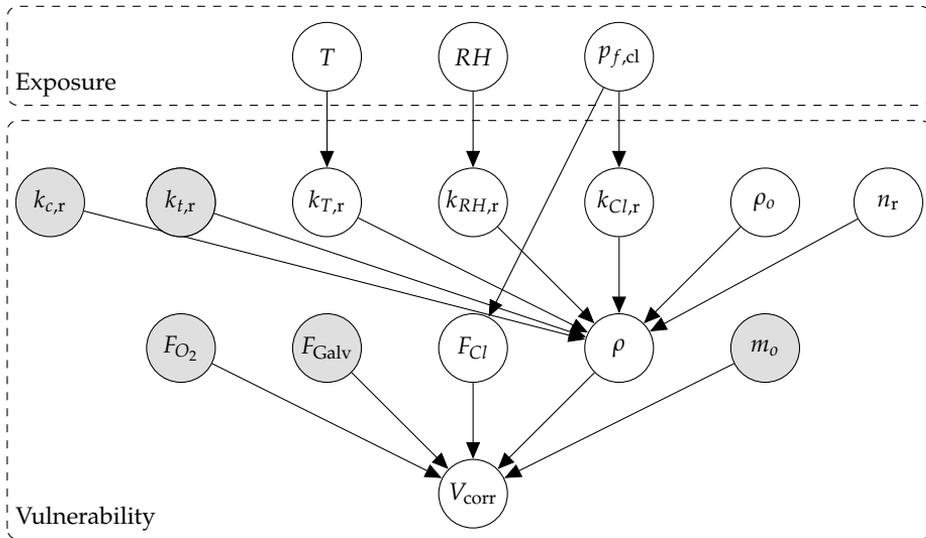 T RH p_{f,cl}
Exposure
k_{c,r} k_{t,r} k_{T,r} k_{RH,r} k_{Cl,r} ρ_o n_r
F_{O_2} F_{Galv} F_{Cl} ρ m_o
V_{corr}
Vulnerability